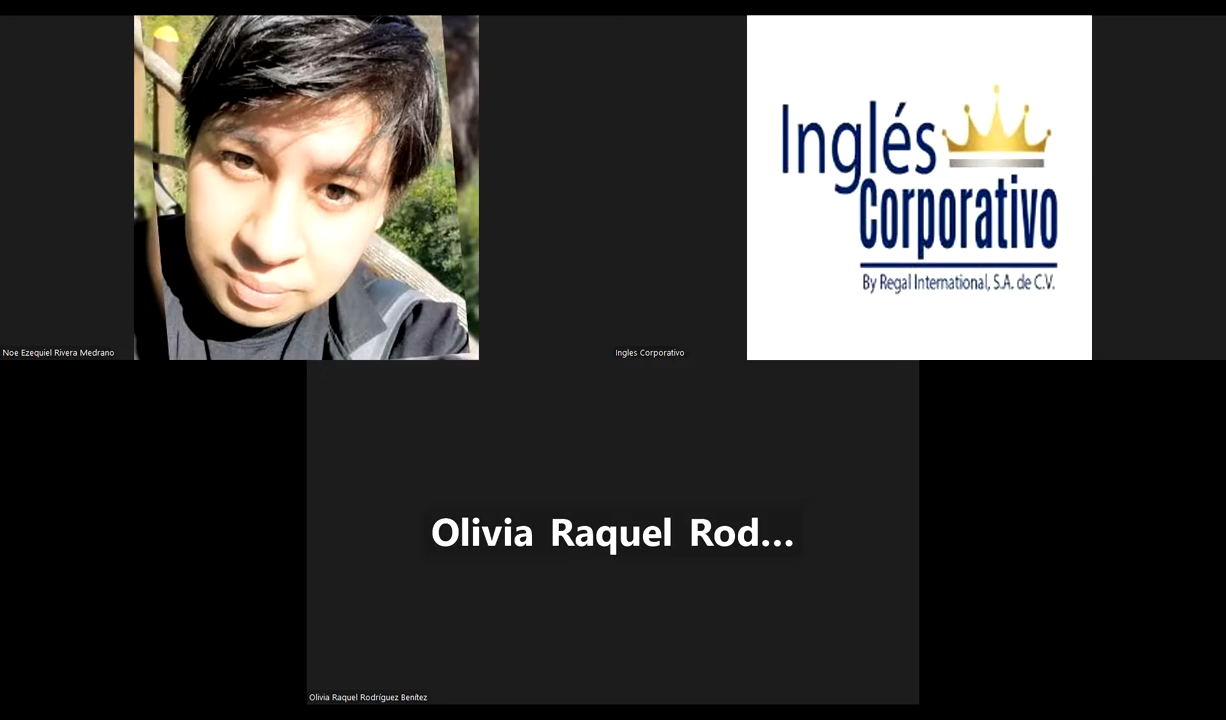 Inglés
Corporativo
By Regal International, S.A. de C.V.
Noe Ezequiel Rivera Medrano
Ingles Corporativo
Olivia Raquel Rod...
Olivia Raquel Rodríguez Benítez